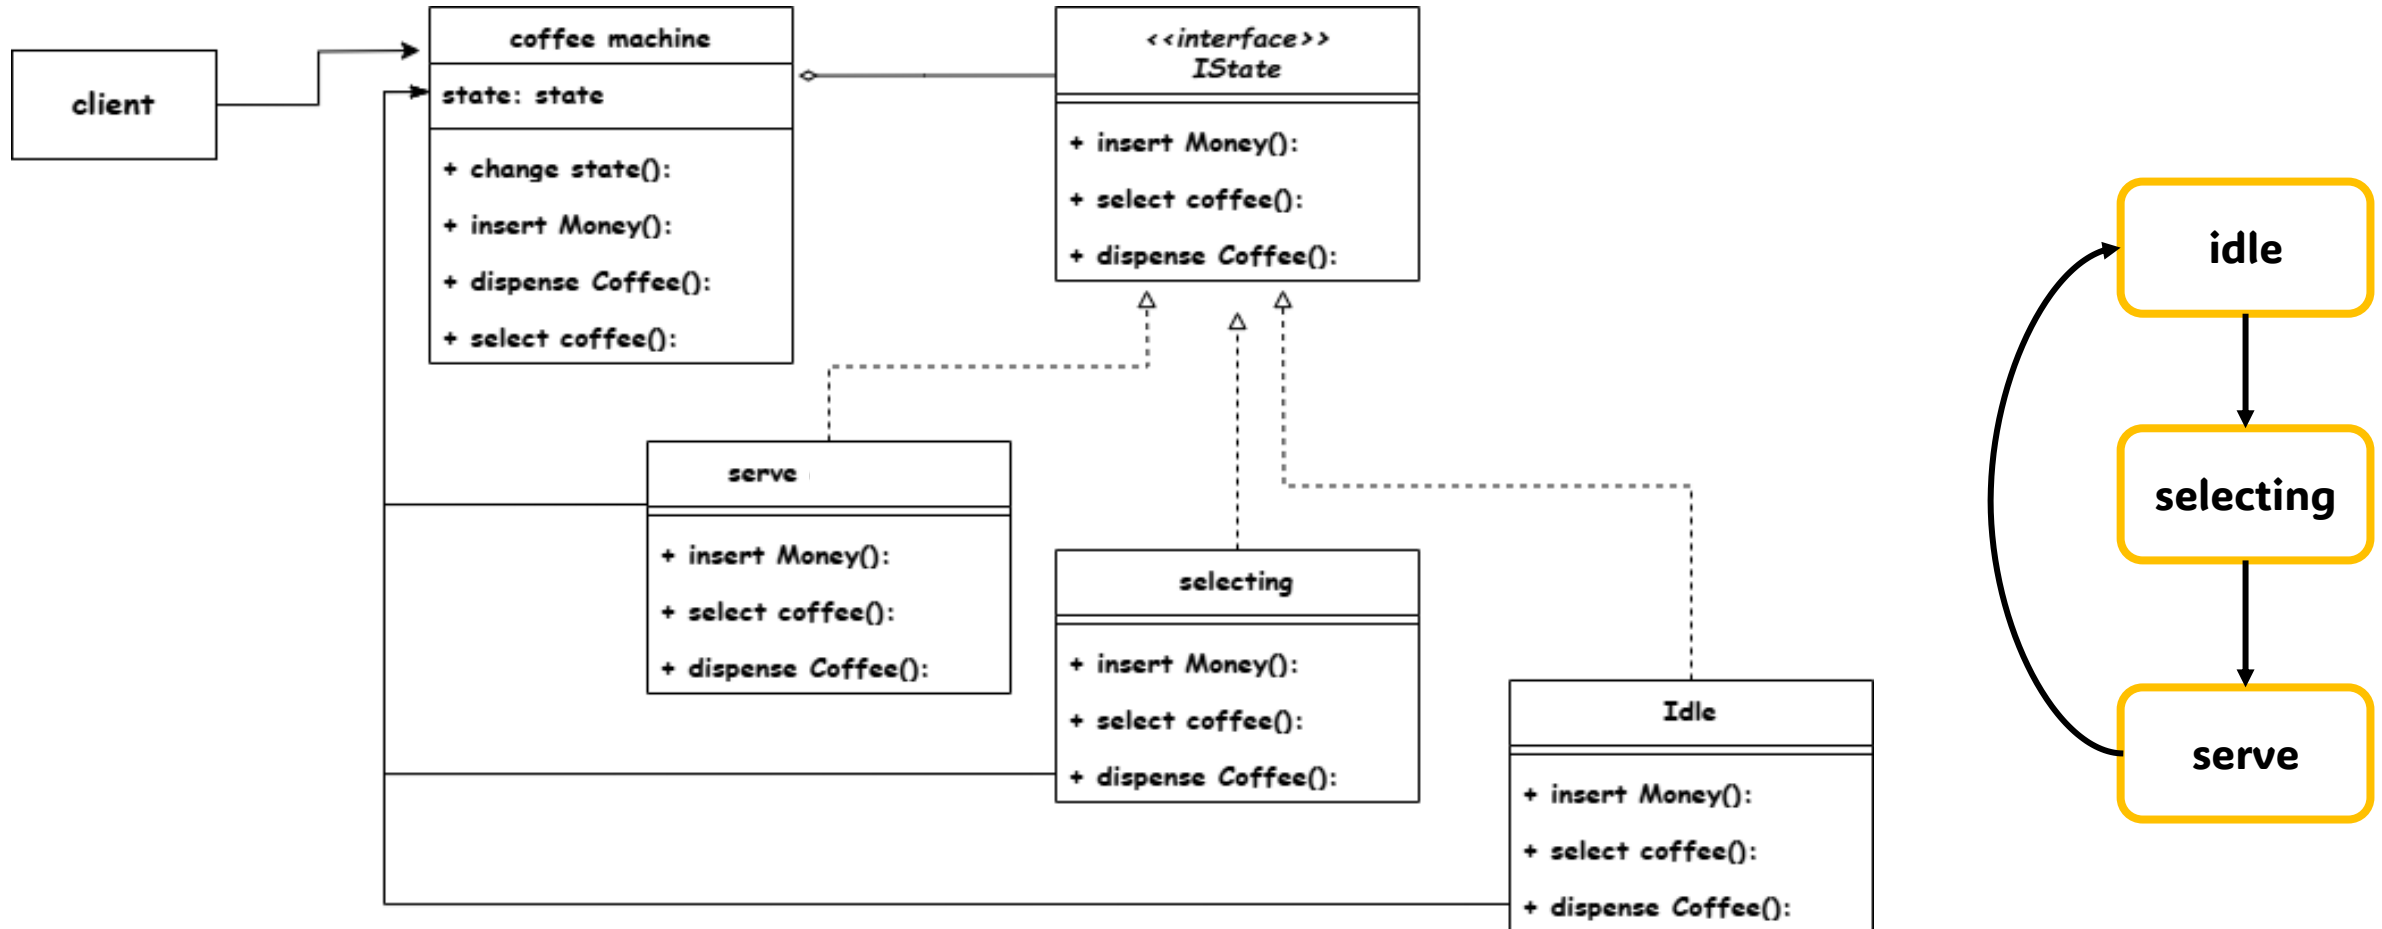 client
coffee machine
state: state
+ change state():
+ insert Money():
+ dispense Coffee():
+ select coffee():
<<interface>>
IState
+ insert Money():
+ select coffee():
+ dispense Coffee():
serve
+ insert Money():
+ select coffee():
+ dispense Coffee():
selecting
+ insert Money():
+ select coffee():
+ dispense Coffee():
Idle
+ insert Money():
+ select coffee():
+ dispense Coffee():
idle
selecting
serve